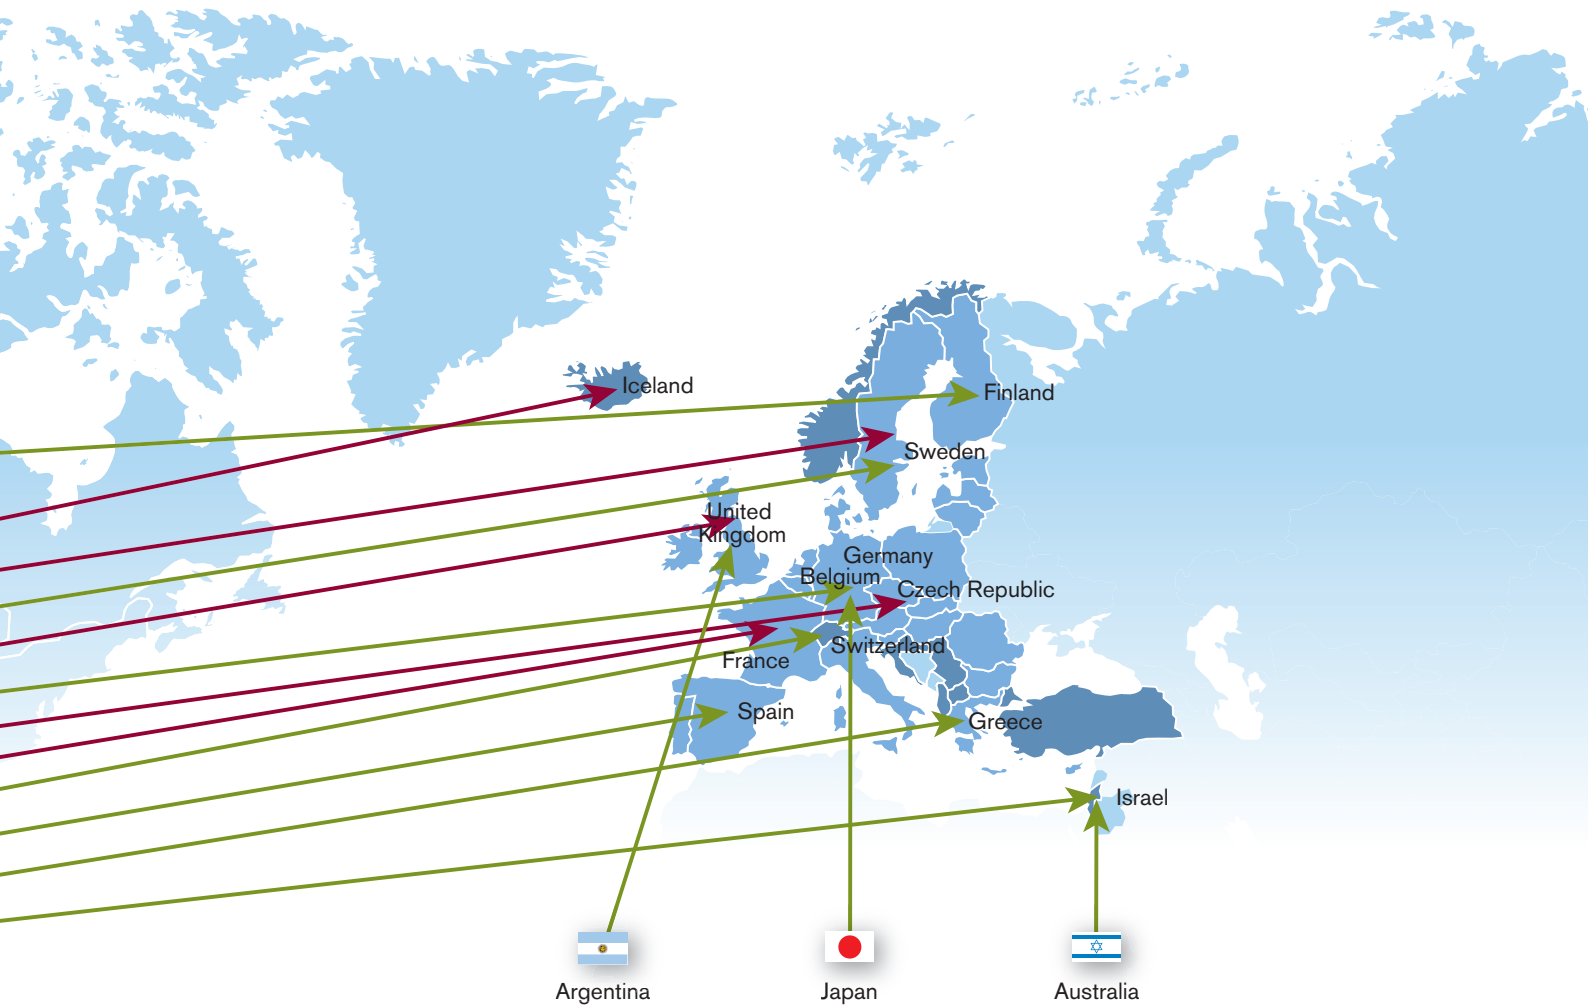 Iceland
Finland
Sweden
United
Kingdom
Germany
Belgium
Czech Republic
Switzerland
France
Spain
Greece
Israel
Argentina
Japan
Australia